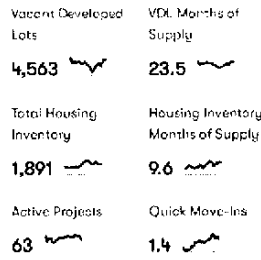 Vacant Developed VDL Months of
Lots Supply
4,563 23.5
Total Housing Housing Inventory
Inventory Months of Supply
1,891 9.6
Active Projects Quick Move-Ins
63 1.4